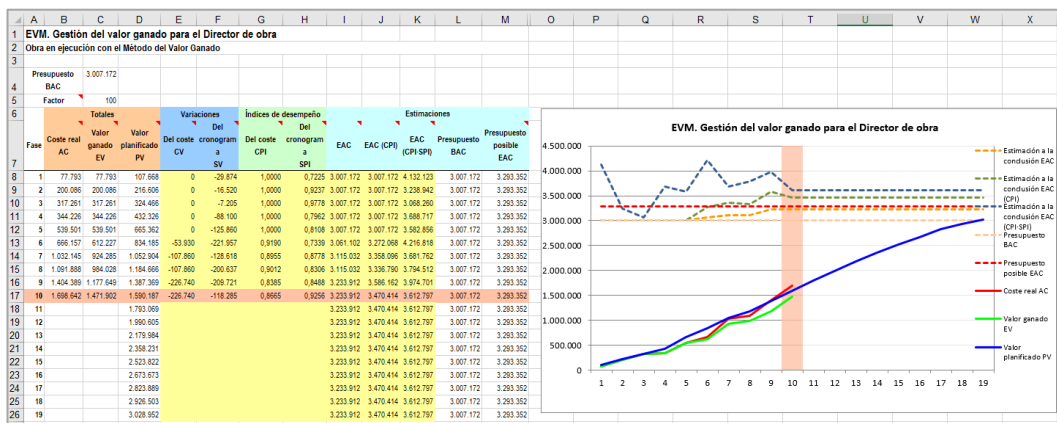 A B C D E F G H I J K L M N O P Q R S T U V W X
1 EVM. Gestión del valor ganado para el Director de obra
2 Obra en ejecución con el Método del Valor Ganado
3
4 Presupuesto BAC 3.007.172
5 Factor 100
6 Totales Variaciones Índices de desempeño Estimaciones
7 Fase Coste real AC Valor ganado EV Valor planificado PV Del coste CV Del cronograma SV Del coste CPI Del cronograma SPI EAC EAC (CPI) EAC (CPI·SPI) Presupuesto BAC Presupuesto posible EAC
8 1 77.793 77.793 107.668 0 -29.874 1,0000 0,7225 3.007.172 3.007.172 4.132.123 3.007.172 3.293.352
9 2 200.086 200.086 216.606 0 -16.520 1,0000 0,9237 3.007.172 3.007.172 3.238.942 3.007.172 3.293.352
10 3 317.261 317.261 324.466 0 -7.205 1,0000 0,9778 3.007.172 3.007.172 3.068.260 3.007.172 3.293.352
11 4 344.226 344.226 432.326 0 -88.100 1,0000 0,7962 3.007.172 3.007.172 3.688.717 3.007.172 3.293.352
12 5 539.501 539.501 665.362 0 -125.860 1,0000 0,8108 3.007.172 3.007.172 3.582.856 3.007.172 3.293.352
13 6 666.157 612.227 834.185 -53.930 -221.957 0,9190 0,7339 3.061.102 3.272.068 4.216.818 3.007.172 3.293.352
14 7 1.032.145 924.285 1.052.904 -107.860 -128.618 0,8955 0,8778 3.115.032 3.358.096 3.681.762 3.007.172 3.293.352
15 8 1.091.888 984.028 1.184.666 -107.860 -200.637 0,9012 0,8306 3.115.032 3.336.790 3.794.512 3.007.172 3.293.352
16 9 1.404.389 1.177.649 1.387.369 -226.740 -209.721 0,8385 0,8488 3.233.912 3.586.162 3.974.701 3.007.172 3.293.352
17 10 1.698.642 1.471.902 1.590.187 -226.740 -118.285 0,8665 0,9256 3.233.912 3.470.414 3.612.797 3.007.172 3.293.352
18 11 1.793.069 3.233.912 3.470.414 3.612.797 3.007.172 3.293.352
19 12 1.990.605 3.233.912 3.470.414 3.612.797 3.007.172 3.293.352
20 13 2.179.984 3.233.912 3.470.414 3.612.797 3.007.172 3.293.352
21 14 2.358.231 3.233.912 3.470.414 3.612.797 3.007.172 3.293.352
22 15 2.523.822 3.233.912 3.470.414 3.612.797 3.007.172 3.293.352
23 16 2.673.673 3.233.912 3.470.414 3.612.797 3.007.172 3.293.352
24 17 2.823.889 3.233.912 3.470.414 3.612.797 3.007.172 3.293.352
25 18 2.926.503 3.233.912 3.470.414 3.612.797 3.007.172 3.293.352
26 19 3.028.952 3.233.912 3.470.414 3.612.797 3.007.172 3.293.352
EVM. Gestión del valor ganado para el Director de obra
4.500.000
4.000.000
3.500.000
3.000.000
2.500.000
2.000.000
1.500.000
1.000.000
500.000
0
1 2 3 4 5 6 7 8 9 10 11 12 13 14 15 16 17 18 19
Estimación a la
conclusión EAC
Estimación a la
conclusión EAC
(CPI)
Estimación a la
conclusión EAC
(CPI·SPI)
Presupuesto
BAC
Presupuesto
posible EAC
Coste real AC
Valor ganado
EV
Valor
planificado PV